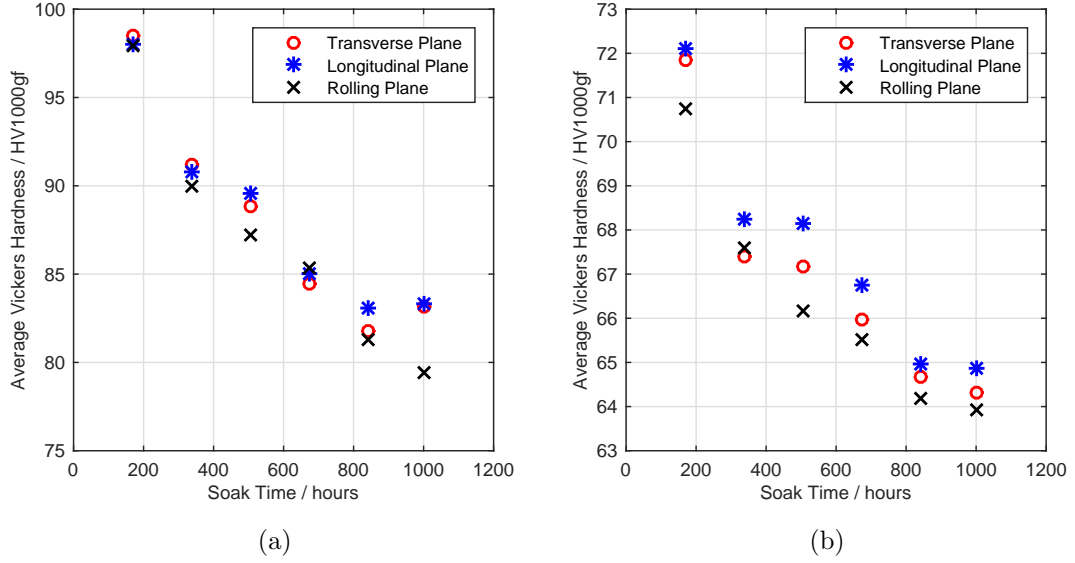 100
95
90
85
80
75
0
200
400
600
800
1000
1200
Average Vickers Hardness / HV1000gf
Soak Time / hours
Transverse Plane
Longitudinal Plane
Rolling Plane
(a)
73
72
71
70
69
68
67
66
65
64
63
0
200
400
600
800
1000
1200
Average Vickers Hardness / HV1000gf
Soak Time / hours
Transverse Plane
Longitudinal Plane
Rolling Plane
(b)